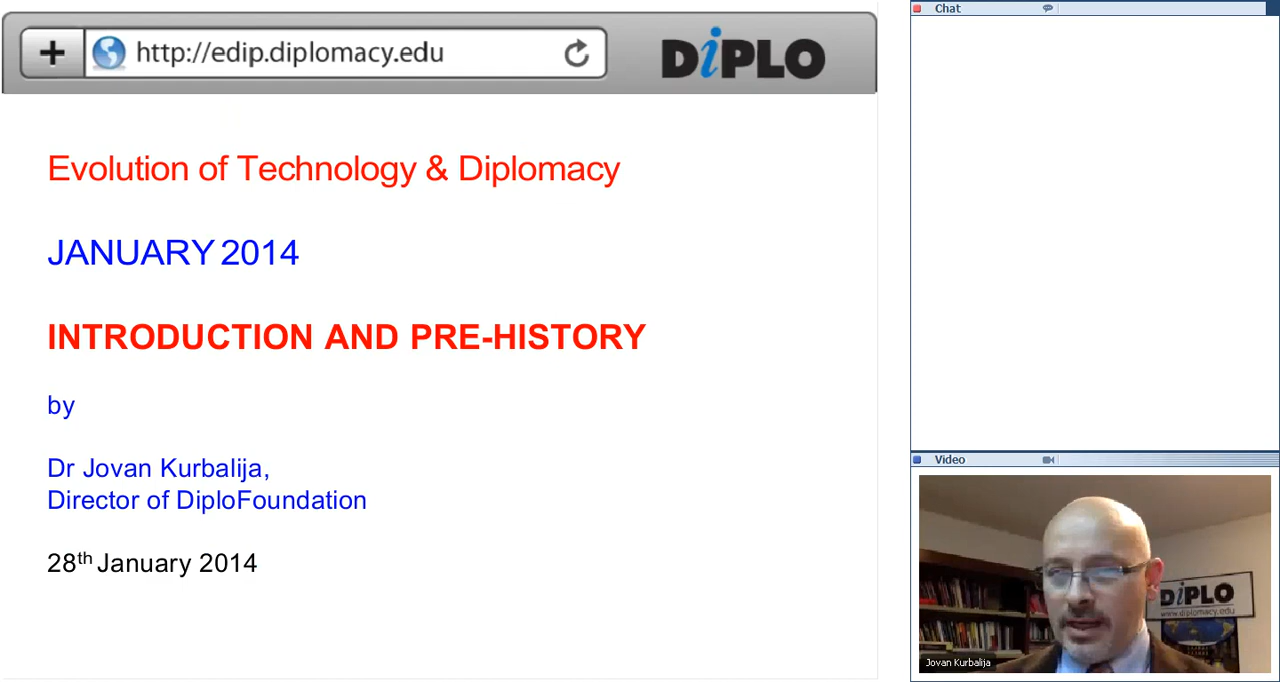 http://edip.diplomacy.edu
DiPLO
Evolution of Technology & Diplomacy
JANUARY 2014
INTRODUCTION AND PRE-HISTORY
by
Dr Jovan Kurbalija,
Director of DiploFoundation
28th January 2014
Chat
Video
DiPLO
www.diplomacy.edu
Jovan Kurbalija